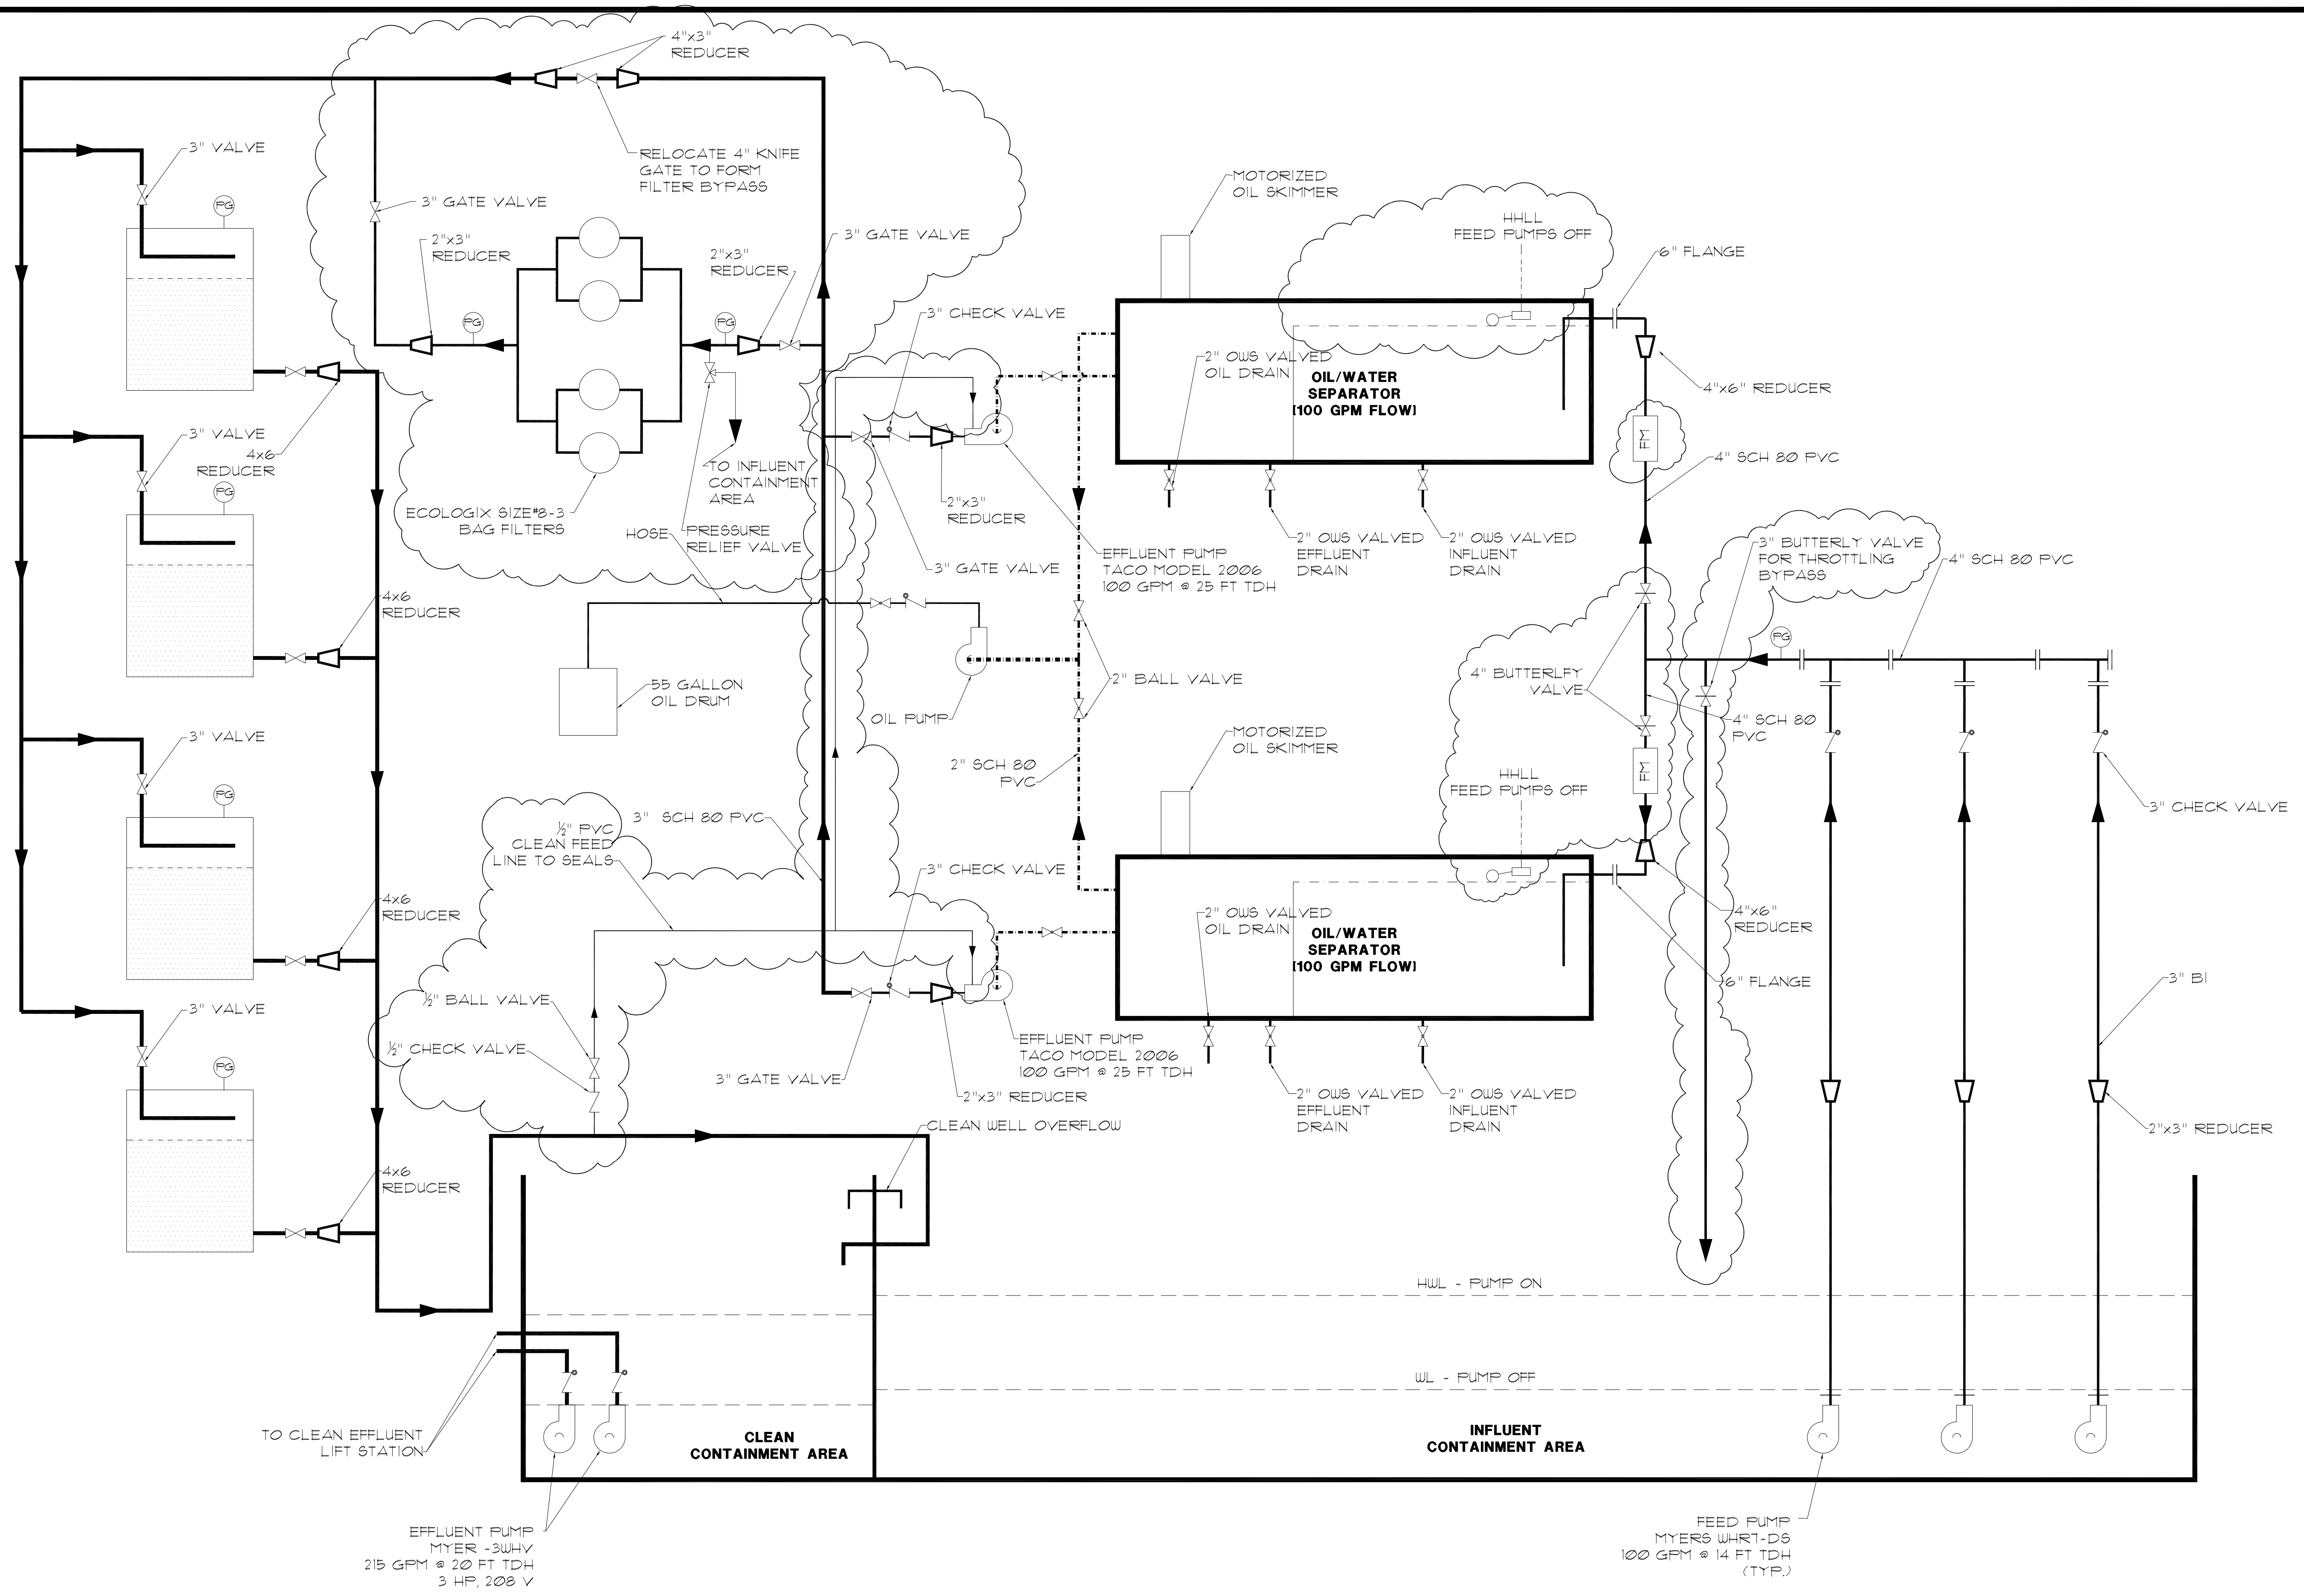 4"x3"
REDUCER
3" VALVE
RELOCATE 4" KNIFE
GATE TO FORM
FILTER BYPASS
MOTORIZED
OIL SKIMMER
PG
3" GATE VALVE
2"x3"
REDUCER
2"x3"
REDUCER
3" GATE VALVE
HHLL
FEED PUMPS OFF
6" FLANGE
PG
PG
3" CHECK VALVE
2" OWS VALVED
OIL DRAIN
OIL/WATER
SEPARATOR
(100 GPM FLOW)
4"x6" REDUCER
FM
4" SCH 80 PVC
3" VALVE
4x6
REDUCER
PG
TO INFLUENT
CONTAINMENT
AREA
ECOLOGIX SIZE#8-3
BAG FILTERS
HOSE
PRESSURE
RELIEF VALVE
2"x3"
REDUCER
3" GATE VALVE
EFFLUENT PUMP
TACO MODEL 2006
100 GPM @ 25 FT TDH
2" OWS VALVED
EFFLUENT
DRAIN
2" OWS VALVED
INFLUENT
DRAIN
3" BUTTERLY VALVE
FOR THROTTLING
BYPASS
4" SCH 80 PVC
4x6
REDUCER
PG
55 GALLON
OIL DRUM
OIL PUMP
2" BALL VALVE
4" BUTTERLFY
VALVE
4" SCH 80
PVC
3" VALVE
MOTORIZED
OIL SKIMMER
2" SCH 80
PVC
HHLL
FEED PUMPS OFF
FM
PG
3" CHECK VALVE
½" PVC
CLEAN FEED
LINE TO SEALS
3" SCH 80 PVC
3" CHECK VALVE
4x6
REDUCER
2" OWS VALVED
OIL DRAIN
OIL/WATER
SEPARATOR
(100 GPM FLOW)
4"x6"
REDUCER
6" FLANGE
3" BI
3" VALVE
½" BALL VALVE
½" CHECK VALVE
PG
3" GATE VALVE
EFFLUENT PUMP
TACO MODEL 2006
100 GPM @ 25 FT TDH
2"x3" REDUCER
2" OWS VALVED
EFFLUENT
DRAIN
2" OWS VALVED
INFLUENT
DRAIN
CLEAN WELL OVERFLOW
2"x3" REDUCER
4x6
REDUCER
HWL - PUMP ON
WL - PUMP OFF
TO CLEAN EFFLUENT
LIFT STATION
CLEAN
CONTAINMENT AREA
INFLUENT
CONTAINMENT AREA
EFFLUENT PUMP
MYER -3WHV
215 GPM @ 20 FT TDH
3 HP, 208 V
FEED PUMP
MYERS WHR7-DS
100 GPM @ 14 FT TDH
(TYP.)